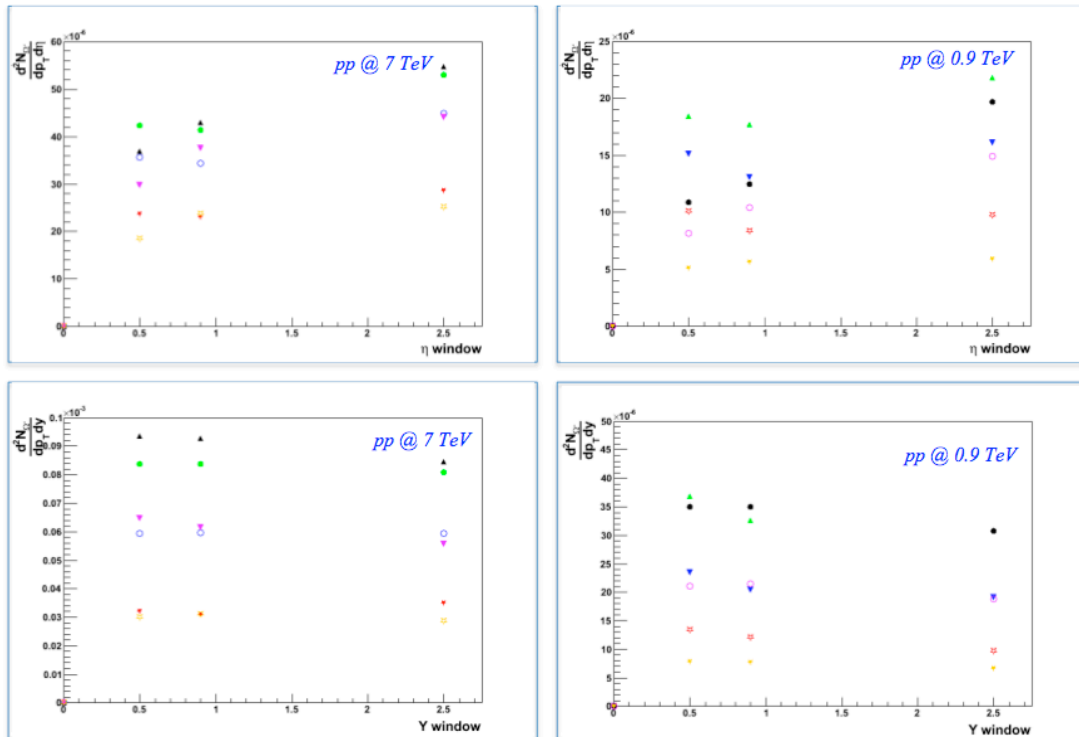 ×10⁻⁶
60
50
40
30
20
10
0
d²N
dp_T dη
pp @ 7 TeV
0 0.5 1 1.5 2 2.5
η window
×10⁻⁶
25
20
15
10
5
0
d²N
dp_T dη
pp @ 0.9 TeV
0 0.5 1 1.5 2 2.5
η window
×10⁻³
0.1
0.09
0.08
0.07
0.06
0.05
0.04
0.03
0.02
0.01
0
d²N
dp_T dy
pp @ 7 TeV
0 0.5 1 1.5 2 2.5
Y window
×10⁻⁶
50
45
40
35
30
25
20
15
10
5
0
d²N
dp_T dy
pp @ 0.9 TeV
0 0.5 1 1.5 2 2.5
Y window